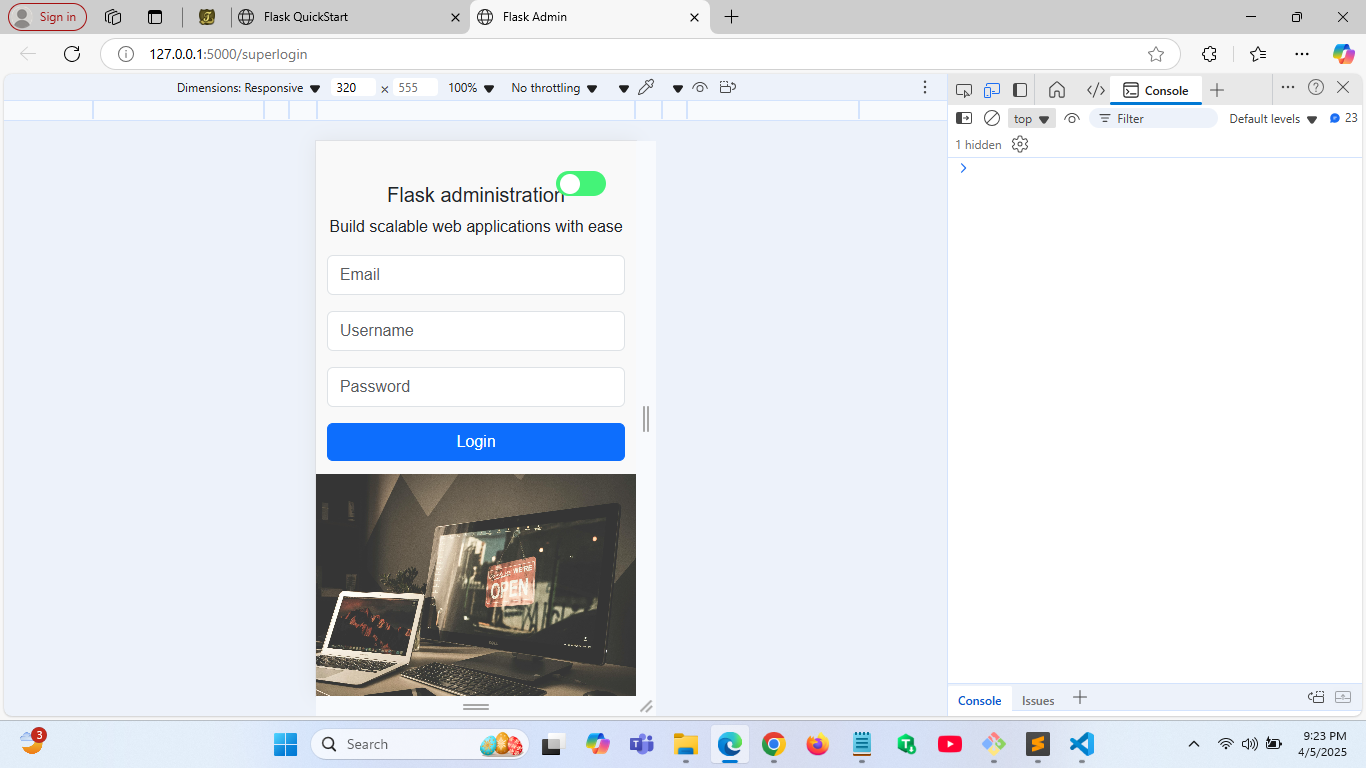 Sign in
Flask QuickStart
Flask Admin
127.0.0.1:5000/superlogin
Dimensions: Responsive
320
×
555
100%
No throttling
Console
top
Filter
Default levels
23
1 hidden
Flask administration
Build scalable web applications with ease
Email
Username
Password
Login
WE'RE
OPEN
Console
Issues
3
Search
9:23 PM
4/5/2025